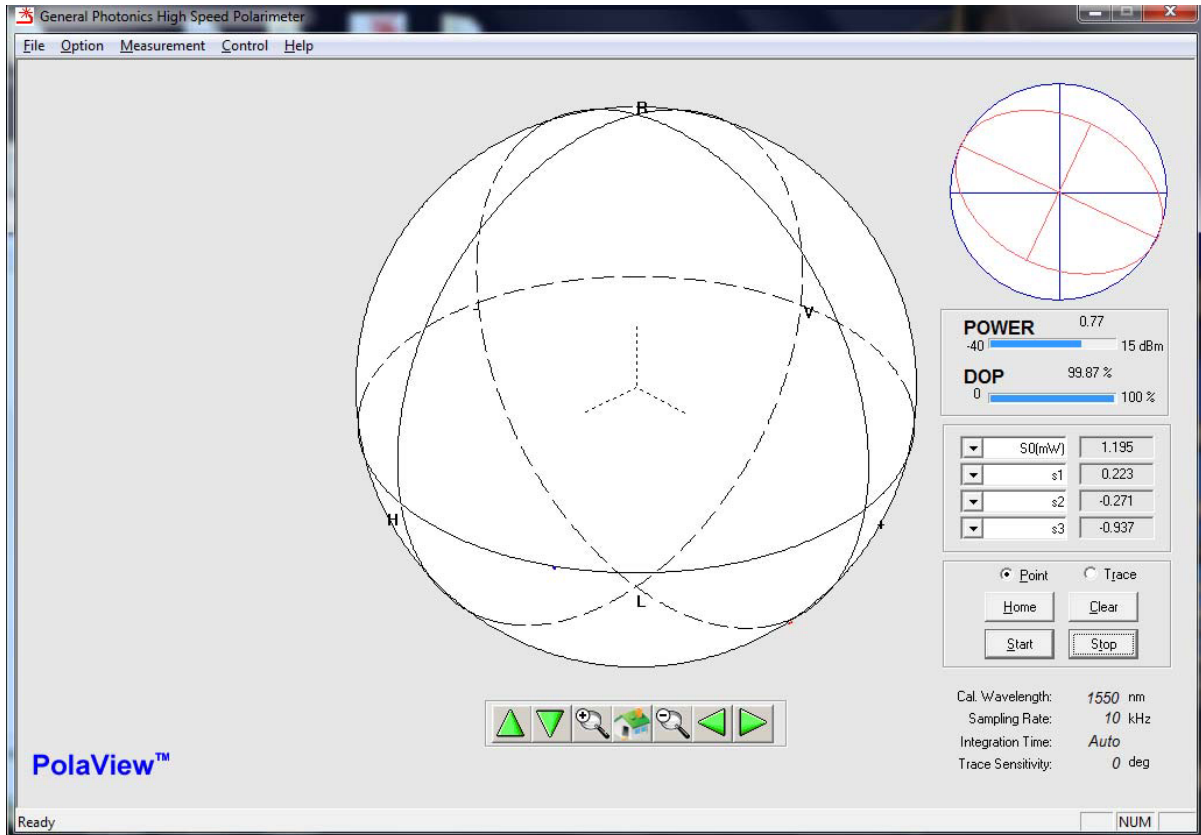 General Photonics High Speed Polarimeter
File Option Measurement Control Help
R
V
H
L
POWER 0.77
-40 15 dBm
DOP 99.87 %
0 100 %
S0(mW) 1.195
s1 0.223
s2 -0.271
s3 -0.937
Point Trace
Home Clear
Start Stop
Cal. Wavelength: 1550 nm
Sampling Rate: 10 kHz
Integration Time: Auto
Trace Sensitivity: 0 deg
PolaView™
Ready NUM